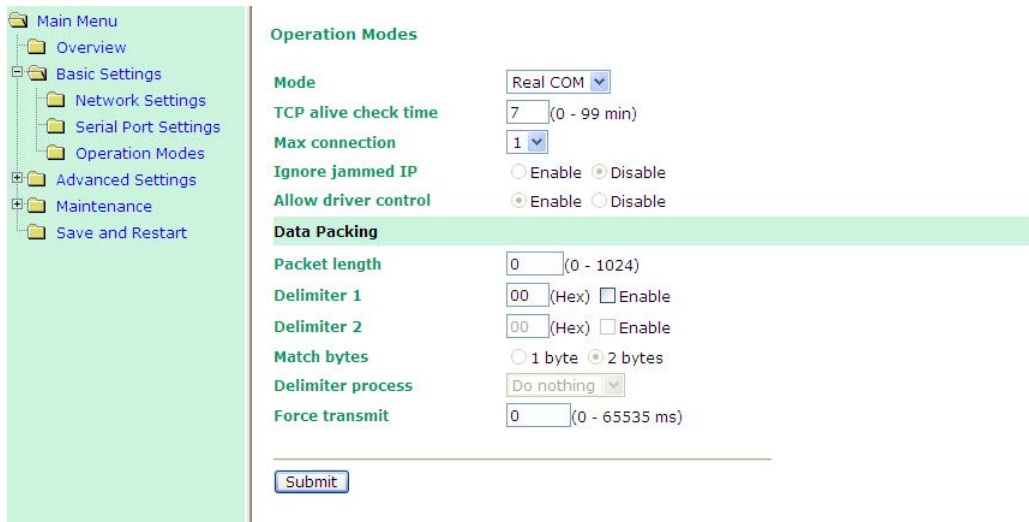 Main Menu
Overview
Basic Settings
Network Settings
Serial Port Settings
Operation Modes
Advanced Settings
Maintenance
Save and Restart
Operation Modes
Mode Real COM
TCP alive check time 7 (0 - 99 min)
Max connection 1
Ignore jammed IP Enable Disable
Allow driver control Enable Disable
Data Packing
Packet length 0 (0 - 1024)
Delimiter 1 00 (Hex) Enable
Delimiter 2 00 (Hex) Enable
Match bytes 1 byte 2 bytes
Delimiter process Do nothing
Force transmit 0 (0 - 65535 ms)
Submit